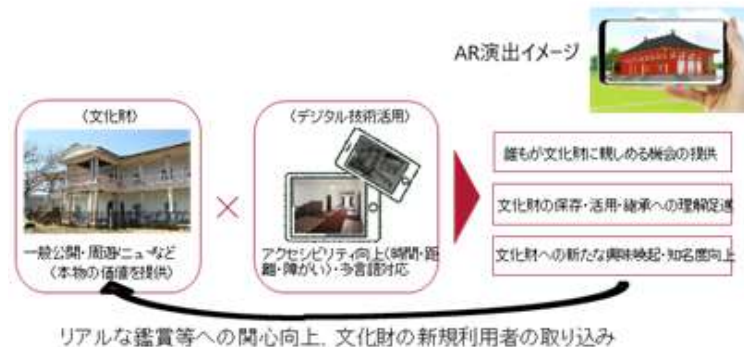 AR演出イメージ
〈文化財〉
一般公開・周遊メニューなど
〈本物の価値を提供〉
×
〈デジタル技術活用〉
アクセシビリティ向上(時間・距
離・障がい)・多言語対応
誰もが文化財に親しめる機会の提供
文化財の保存・活用・継承への理解促進
文化財への新たな興味喚起・知名度向上
リアルな鑑賞等への関心向上、文化財の新規利用者の取り込み